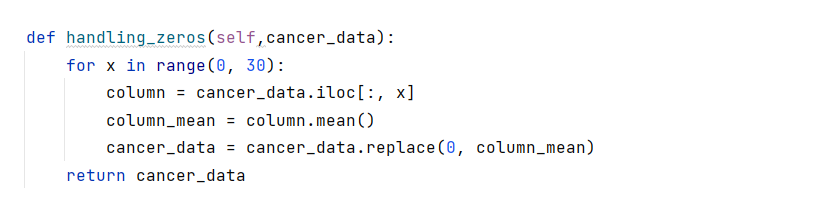 def handling_zeros(self,cancer_data):
    for x in range(0, 30):
        column = cancer_data.iloc[:, x]
        column_mean = column.mean()
        cancer_data = cancer_data.replace(0, column_mean)
    return cancer_data